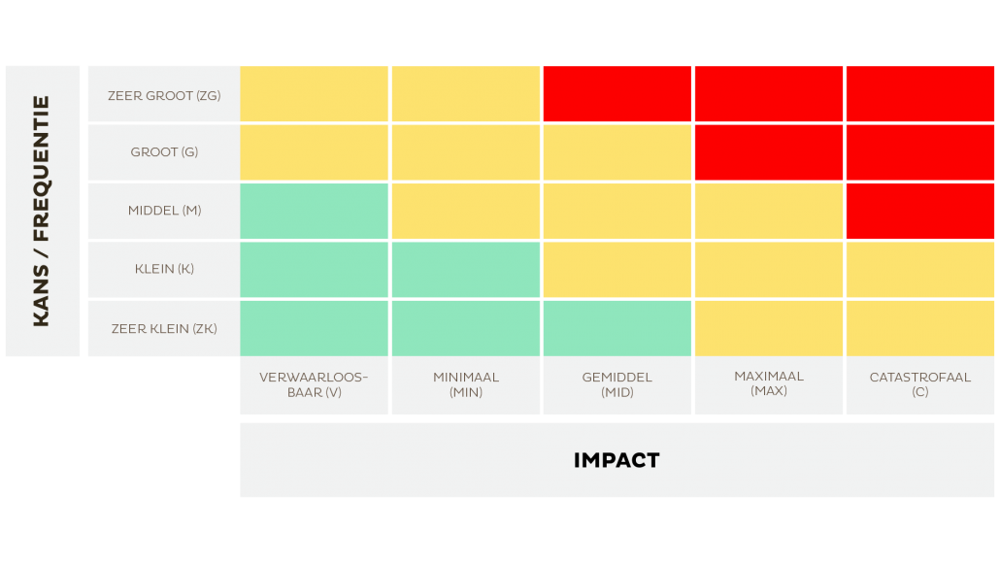 KANS / FREQUENTIE
ZEER GROOT (ZG)
GROOT (G)
MIDDEL (M)
KLEIN (K)
ZEER KLEIN (ZK)
VERWAARLOOS-
BAAR (V)
MINIMAAL
(MIN)
GEMIDDEL
(MID)
MAXIMAAL
(MAX)
CATASTROFAAL
(C)
IMPACT